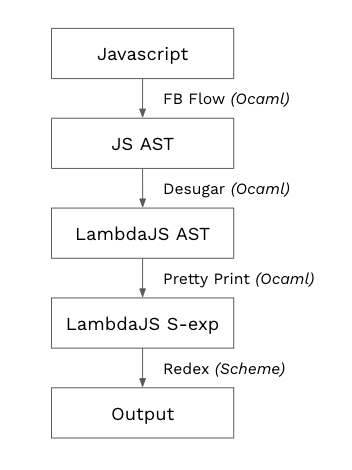 Javascript
FB Flow (Ocaml)
JS AST
Desugar (Ocaml)
LambdaJS AST
Pretty Print (Ocaml)
LambdaJS S-exp
Redex (Scheme)
Output